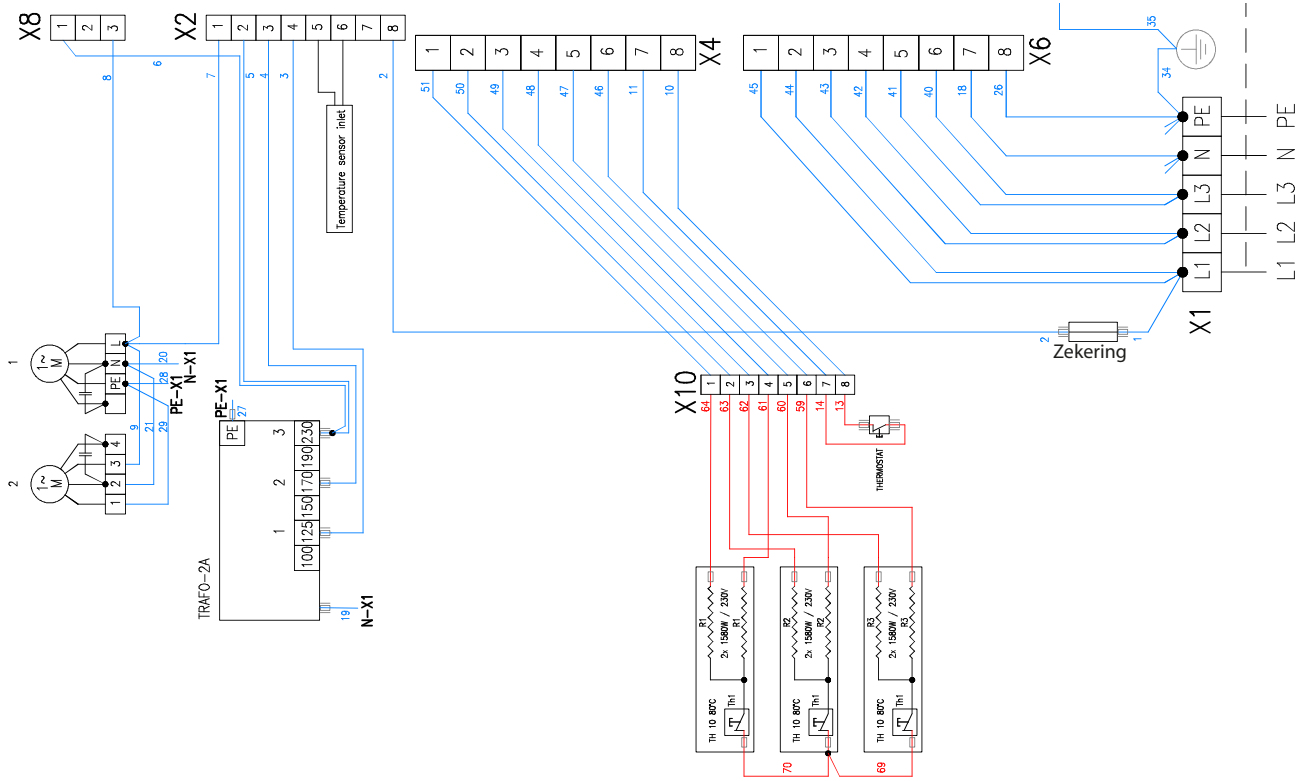 X8
1
2
3
X2
1
2
3
4
5
6
7
8
X4
1
2
3
4
5
6
7
8
X6
1
2
3
4
5
6
7
8
8
6
7
5
4
3
2
51
50
49
48
47
46
11
10
45
44
43
42
41
40
18
26
35
34
Temperature sensor inlet
X1
PE
N
L3
L2
L1
PE
N
L3
L2
L1
2
1
Zekering
1
1~
M
L
N
PE
20
28
N-X1
PE-X1
2
1~
M
4
3
2
1
9
21
29
PE-X1
27
PE
TRAFO-2A
3
2
1
230
190
170
150
125
100
19
N-X1
X10
1
2
3
4
5
6
7
8
64
63
62
61
60
59
14
13
THERMOSTAT
R1
2x 1580W / 230V
R1
TH 10 80°C
Th1
R2
2x 1580W / 230V
R2
TH 10 80°C
Th1
R3
2x 1580W / 230V
R3
TH 10 80°C
Th1
70
69